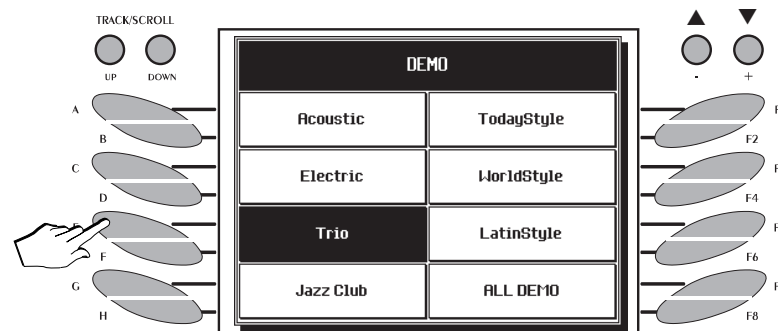 TRACK/SCROLL
UP DOWN
- +
DEMO
A
B
C
D
F
G
H
Acoustic TodayStyle
Electric WorldStyle
Trio LatinStyle
Jazz Club ALL DEMO
F2
F4
F6
F8